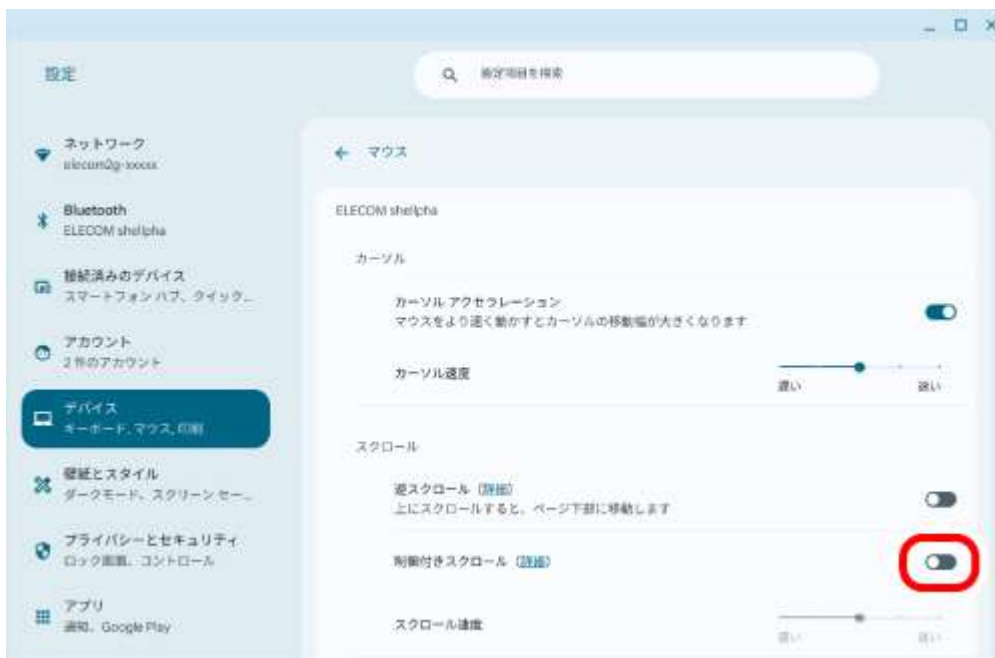 設定
設定項目を検索
ネットワーク
elecom2g-xxxxx
← マウス
Bluetooth
ELECOM shellpha
ELECOM shellpha
接続済みのデバイス
スマートフォン ハブ、クイック...
カーソル
カーソル アクセラレーション
マウスをより速く動かすとカーソルの移動幅が大きくなります
アカウント
2 件のアカウント
カーソル速度
遅い
速い
デバイス
キーボード, マウス, 印刷
スクロール
壁紙とスタイル
ダークモード、スクリーン セー...
逆スクロール (詳細)
上にスクロールすると、ページ下部に移動します
プライバシーとセキュリティ
ロック画面、コントロール
制御付きスクロール (詳細)
アプリ
通知、Google Play
スクロール速度
遅い
速い